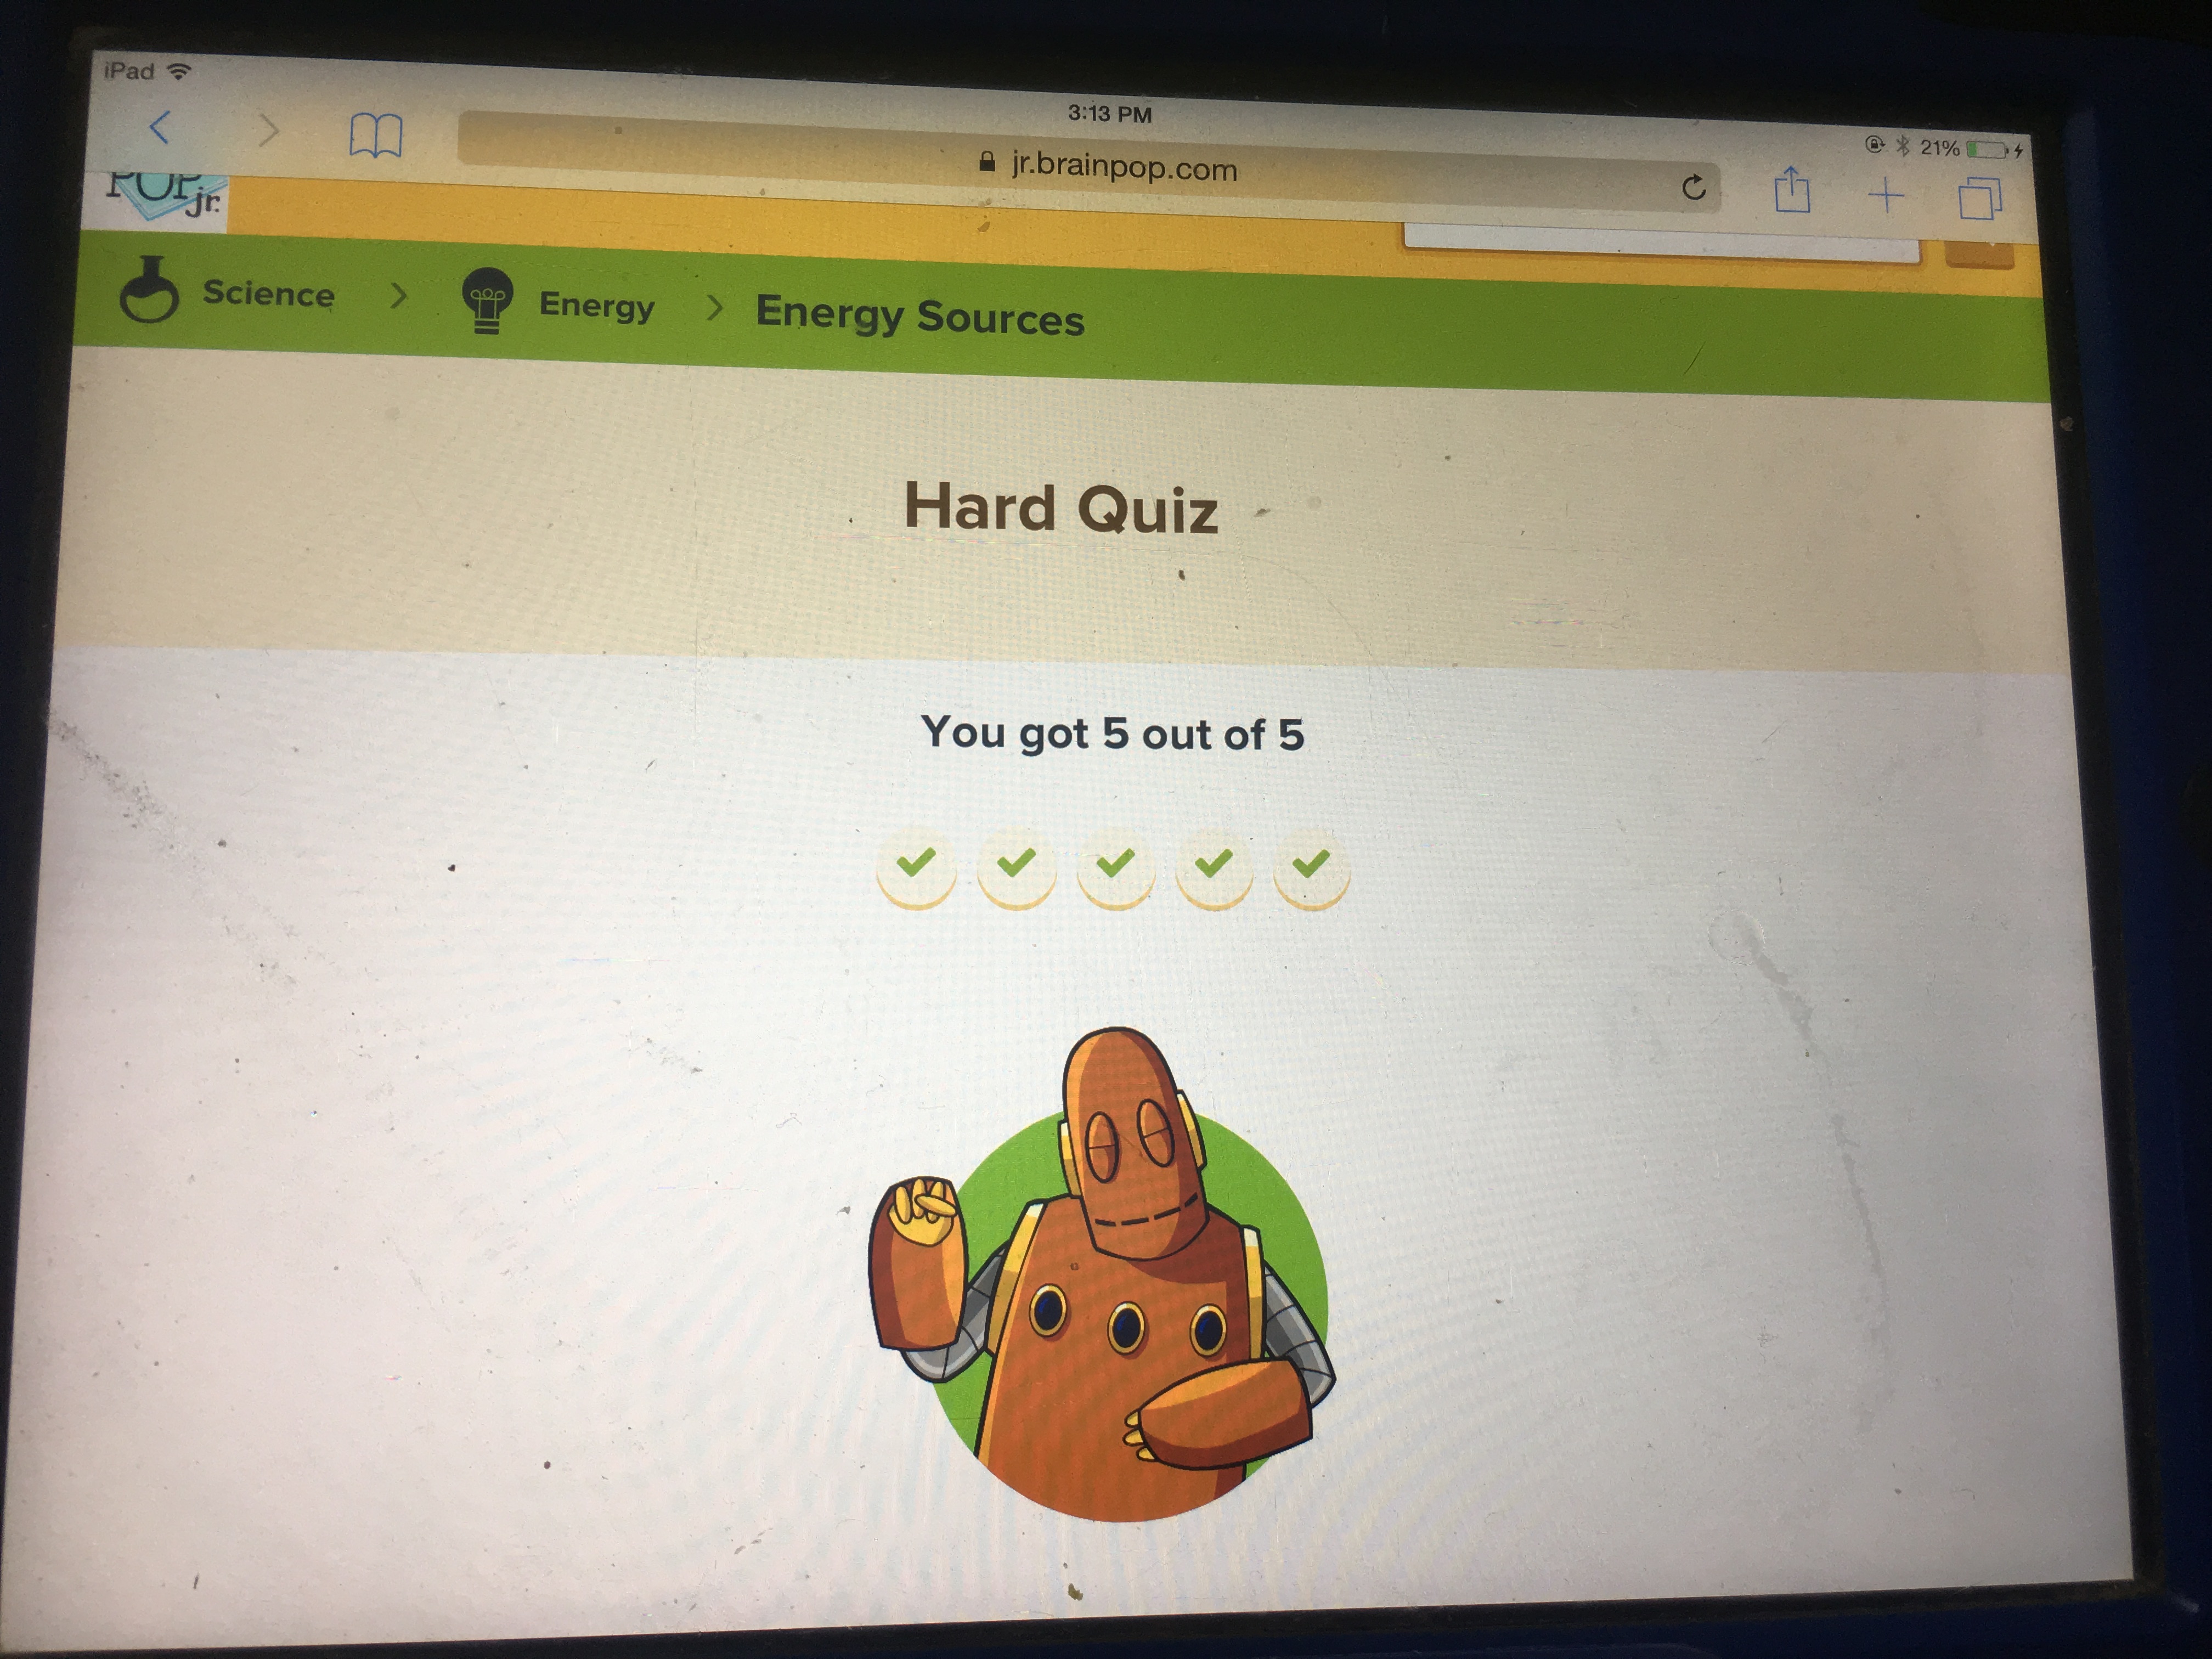 iPad
3:13 PM
21%
jr.brainpop.com
POP jr.
Science > Energy > Energy Sources
Hard Quiz
You got 5 out of 5